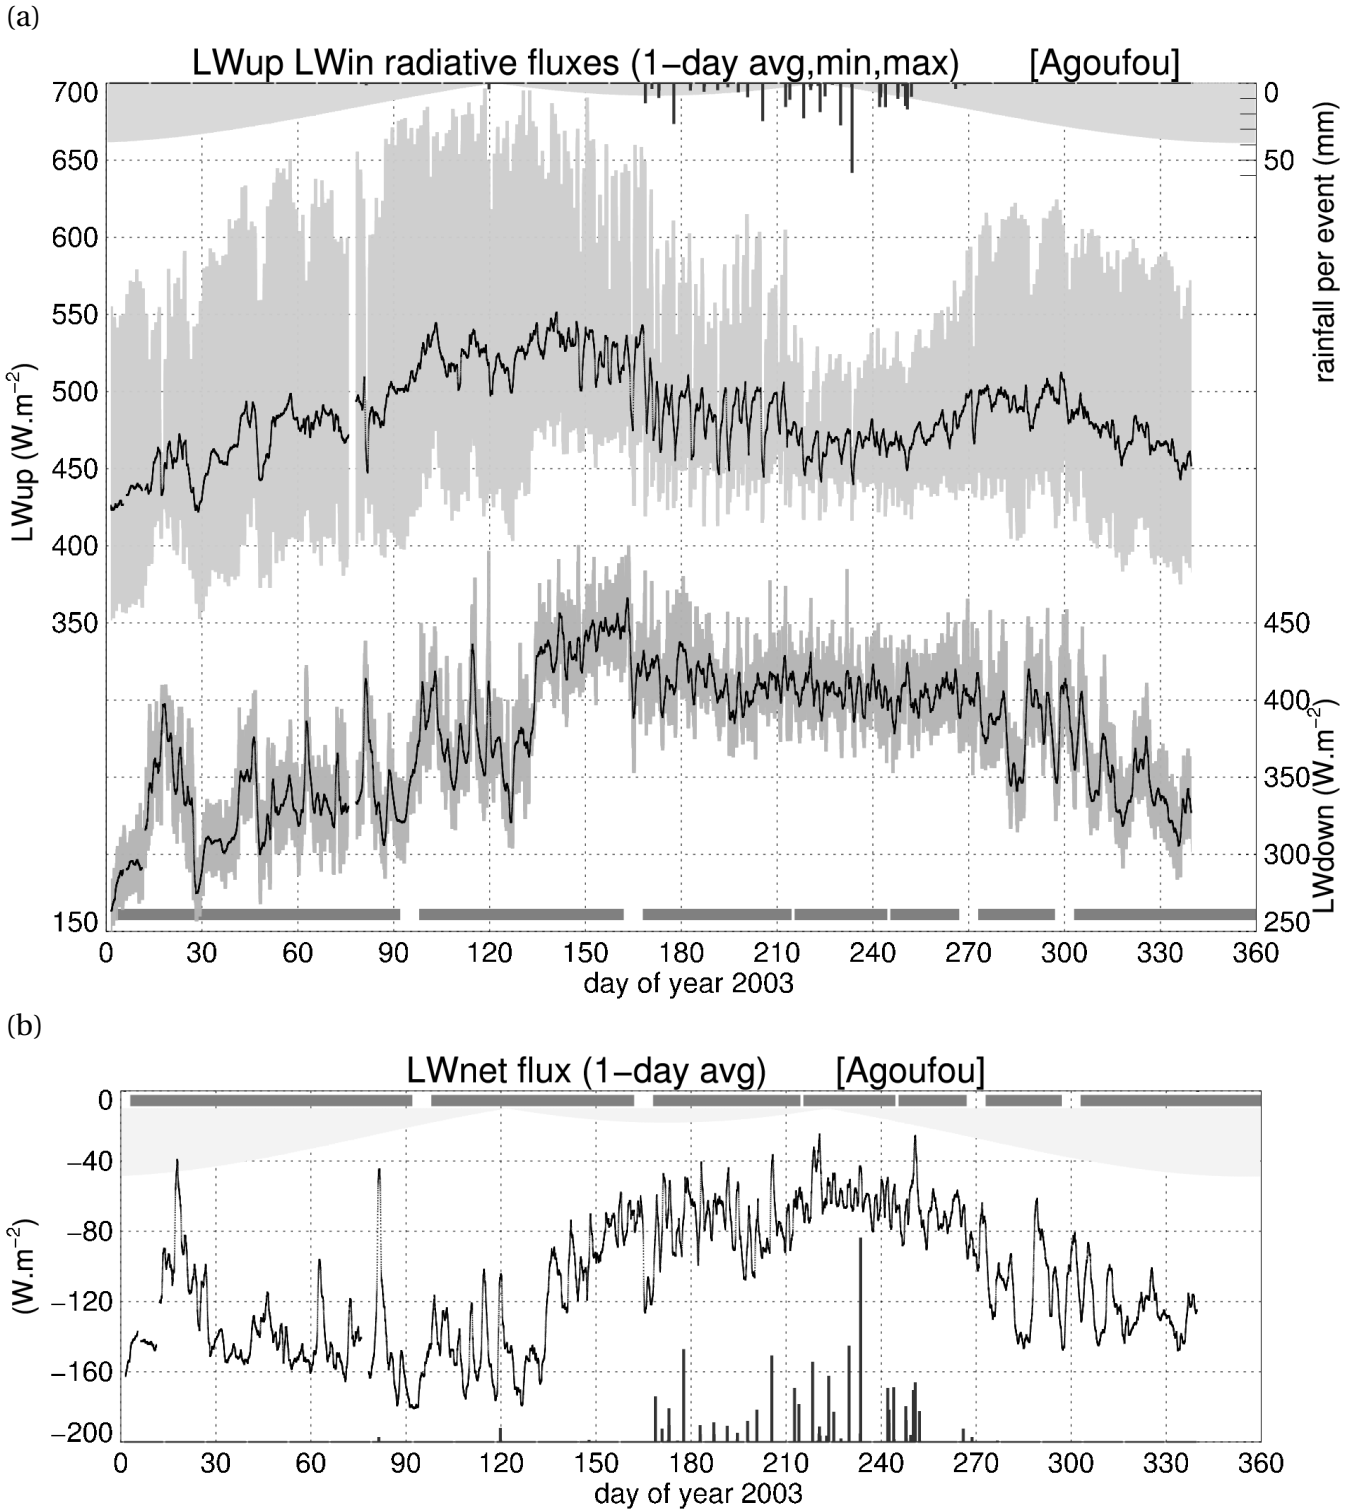 (a)
LWup LWin radiative fluxes (1−day avg,min,max) [Agoufou]
700
650
600
550
500
450
400
350
150
LWup (W.m−2)
0
50
rainfall per event (mm)
450
400
350
300
250
LWdown (W.m−2)
0 30 60 90 120 150 180 210 240 270 300 330 360
day of year 2003
(b)
LWnet flux (1−day avg) [Agoufou]
0
−40
−80
−120
−160
−200
(W.m−2)
0 30 60 90 120 150 180 210 240 270 300 330 360
day of year 2003